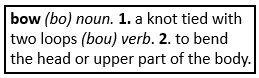 bow (bo) noun. 1. a knot tied with
two loops (bou) verb. 2. to bend
the head or upper part of the body.